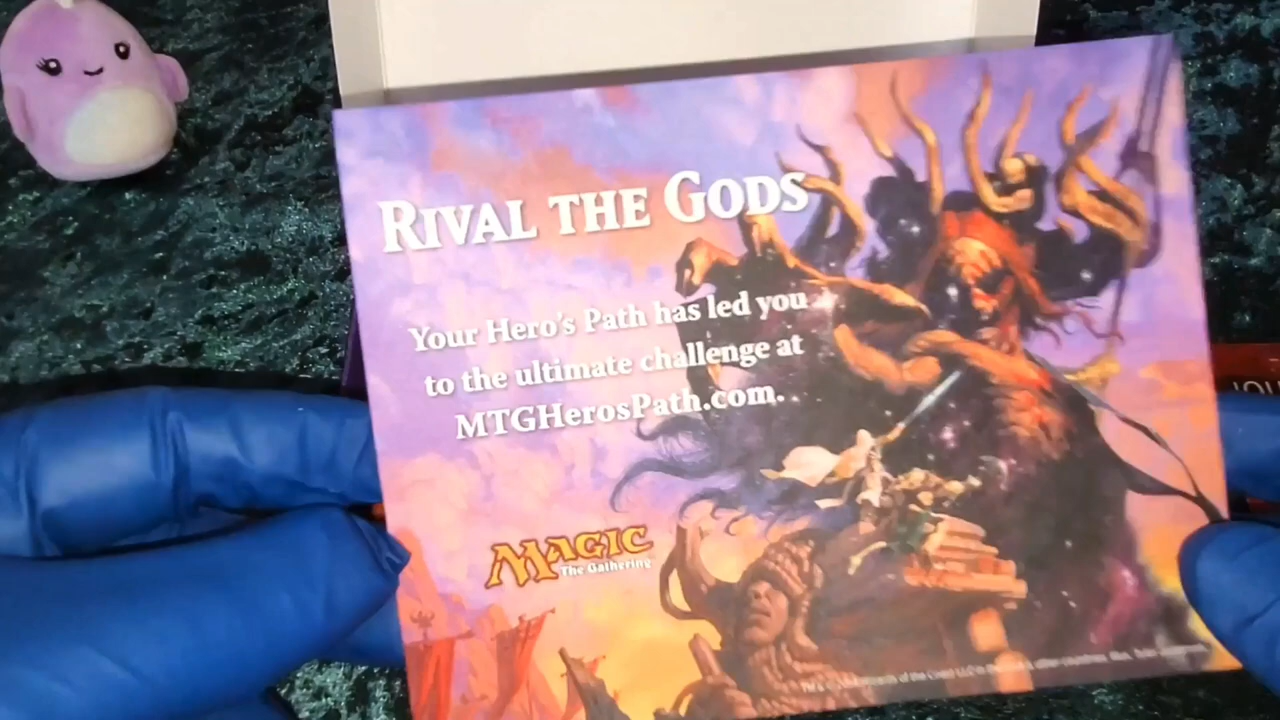 RIVAL THE GODS
Your Hero's Path has led you
to the ultimate challenge at
MTGHerosPath.com.
MAGIC
The Gathering